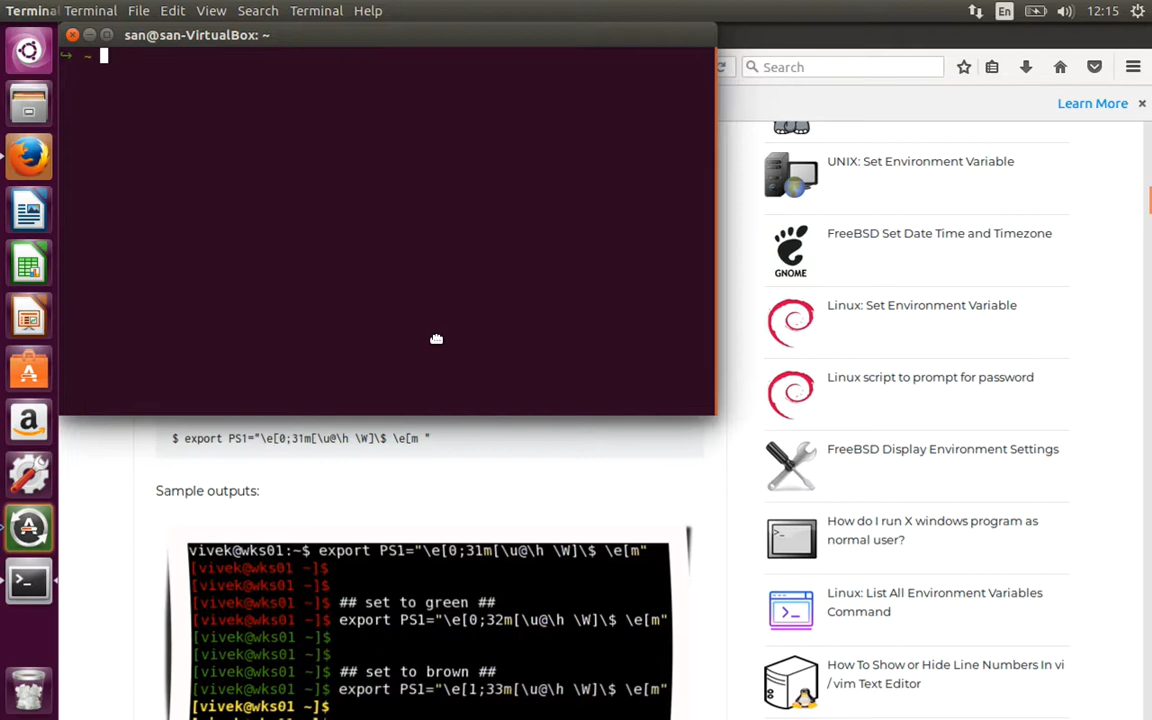 Terminal Terminal File Edit View Search Terminal Help En 12:15
san@san-VirtualBox: ~
~
Search
Learn More ×
UNIX: Set Environment Variable
FreeBSD Set Date Time and Timezone
GNOME
Linux: Set Environment Variable
Linux script to prompt for password
FreeBSD Display Environment Settings
How do I run X windows program as
normal user?
Linux: List All Environment Variables
Command
How To Show or Hide Line Numbers In vi
/ vim Text Editor
$ export PS1="\e[0;31m[\u@\h \W]\$ \e[m "
Sample outputs:
vivek@wks01:~$ export PS1="\e[0;31m[\u@\h \W]\$ \e[m"
[vivek@wks01 ~]$
[vivek@wks01 ~]$
[vivek@wks01 ~]$ ## set to green ##
[vivek@wks01 ~]$ export PS1="\e[0;32m[\u@\h \W]\$ \e[m"
[vivek@wks01 ~]$
[vivek@wks01 ~]$
[vivek@wks01 ~]$ ## set to brown ##
[vivek@wks01 ~]$ export PS1="\e[1;33m[\u@\h \W]\$ \e[m"
[vivek@wks01 ~]$